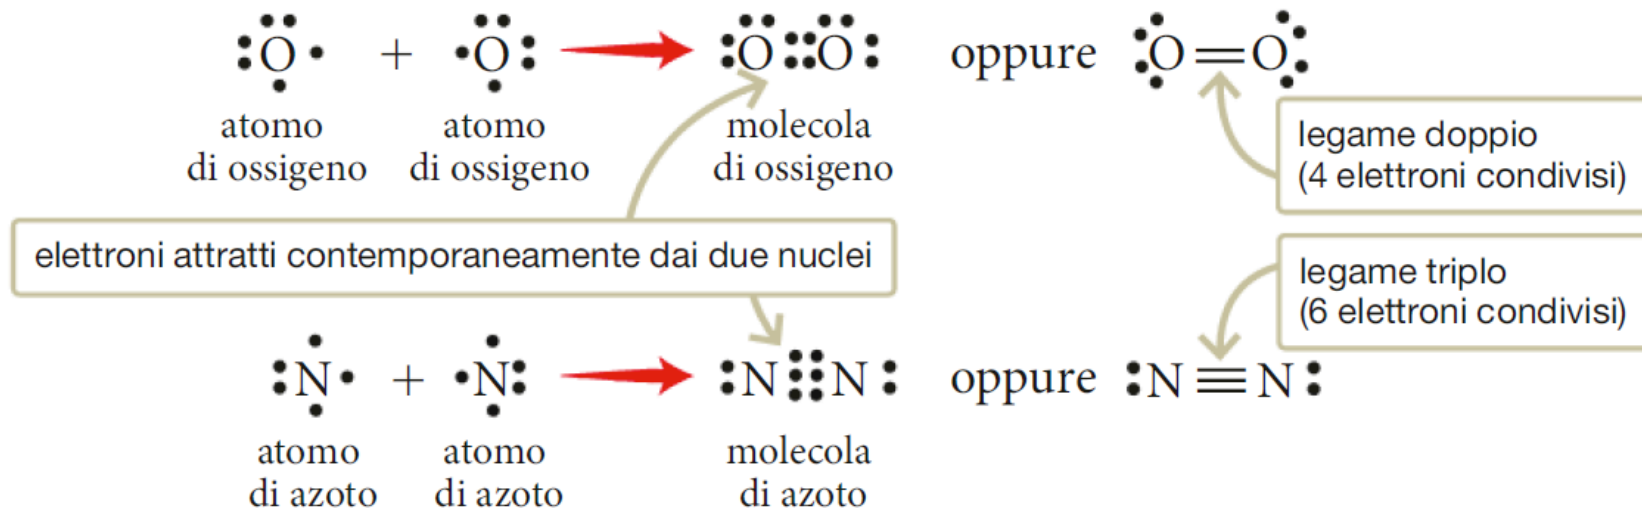 O + O O O oppure O=O
atomo
di ossigeno
atomo
di ossigeno
molecola
di ossigeno
legame doppio
(4 elettroni condivisi)
elettroni attratti contemporaneamente dai due nuclei
legame triplo
(6 elettroni condivisi)
N + N N N oppure N≡N
atomo
di azoto
atomo
di azoto
molecola
di azoto